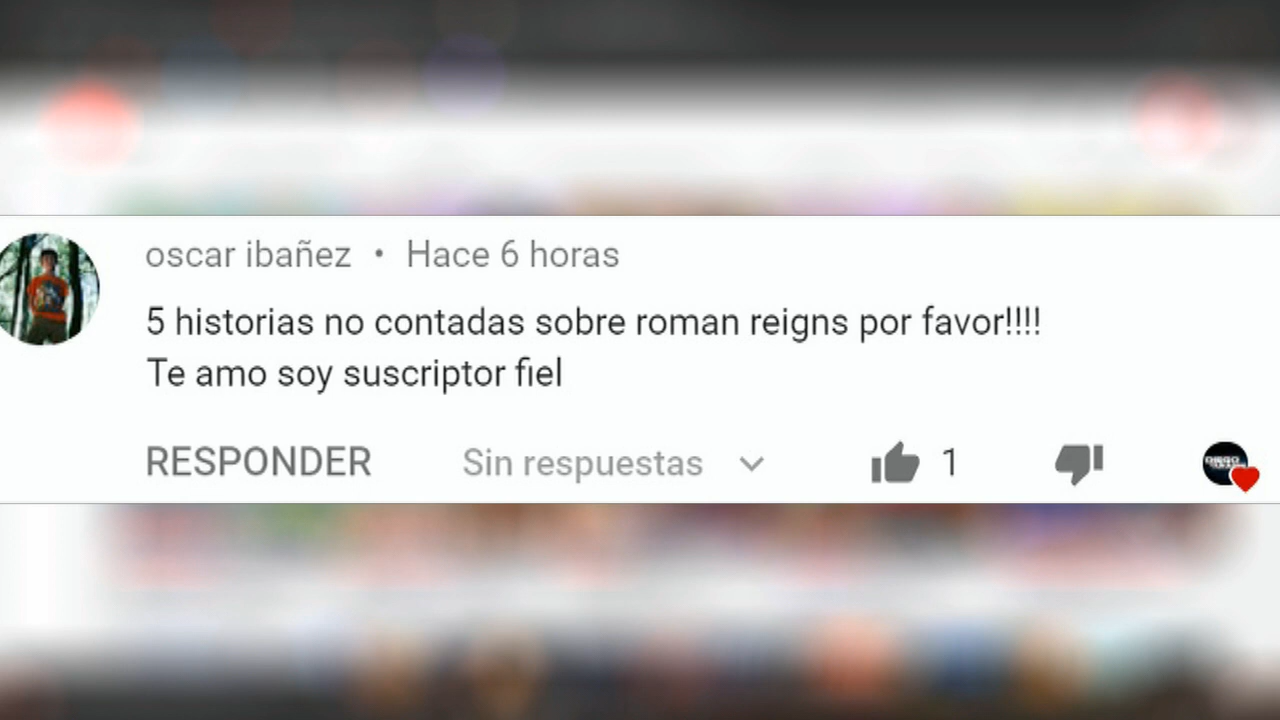 oscar ibañez • Hace 6 horas
5 historias no contadas sobre roman reigns por favor!!!!
Te amo soy suscriptor fiel
RESPONDER Sin respuestas 1